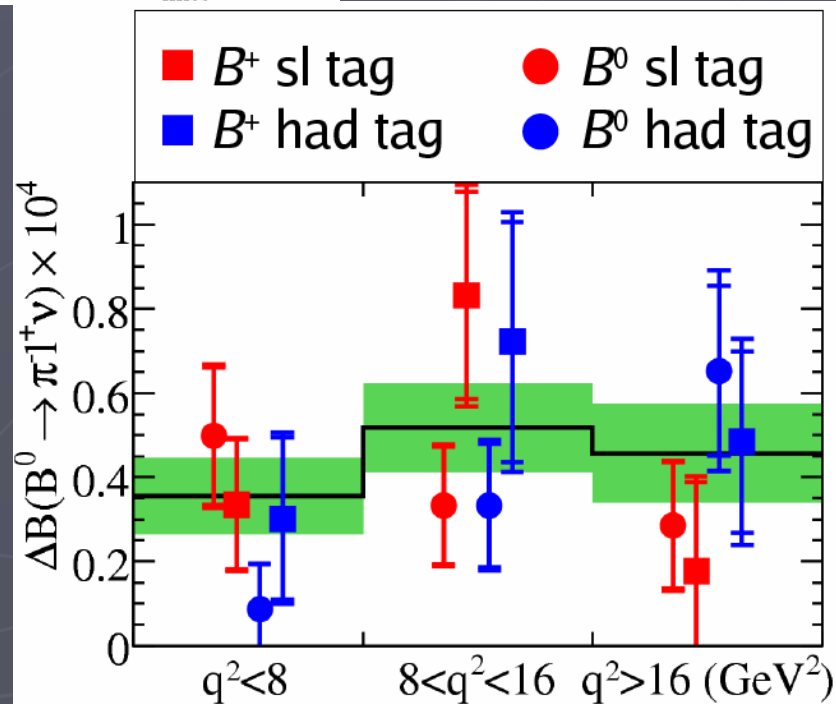 B⁺ sl tag B⁰ sl tag
B⁺ had tag B⁰ had tag
ΔB(B⁰→π⁻l⁺ν)×10⁴
1
0.8
0.6
0.4
0.2
0
q²<8 8<q²<16 q²>16 (GeV²)